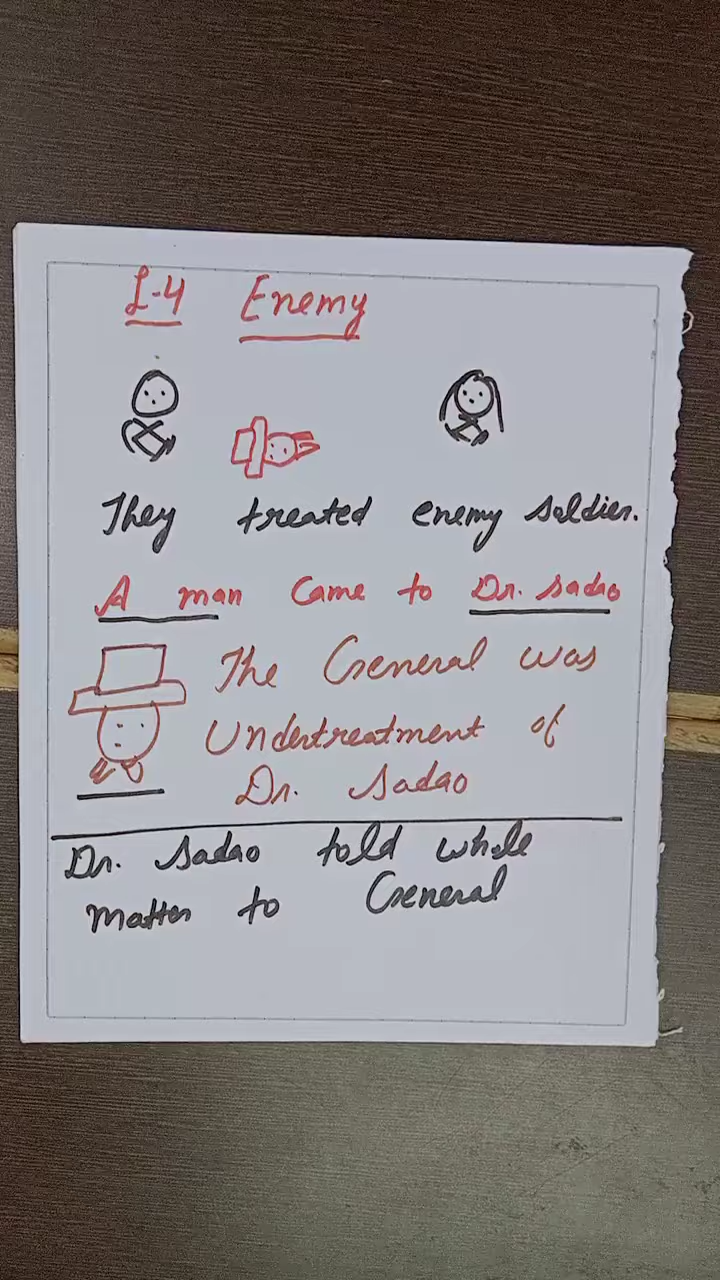 L-4 Enemy
They treated enemy soldier.
A man came to Dr. Sadao
The General was
Undertreatment of
Dr. Sadao
Dr. Sadao told whole
matter to General